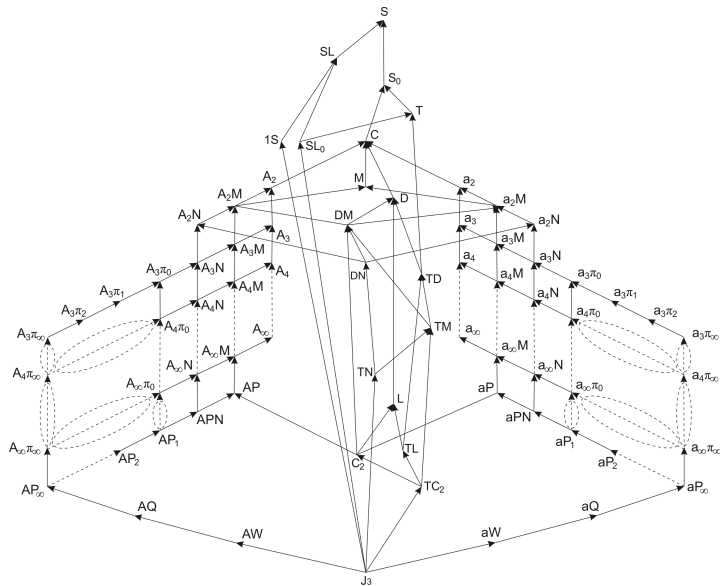 S
SL
S₀
T
1S
SL₀
C
A₂
M
a₂
A₂M
D
a₂M
A₂N
DM
a₂N
A₃
a₃
A₃M
a₃M
A₃π₀
A₃N
A₄
DN
TD
a₄
a₃N
a₃π₀
A₃π₁
A₄M
a₄M
a₃π₁
A₃π₂
A₄N
a₄N
a₃π₂
A₃π∞
A₄π₀
A∞
TM
a∞
a₄π₀
a₃π∞
A∞M
a∞M
A₄π∞
A∞N
TN
a∞N
a₄π∞
A∞π₀
AP
L
aP
a∞π₀
APN
aPN
A∞π∞
AP₁
TL
aP₁
a∞π∞
AP₂
C₂
aP₂
AP∞
TC₂
aP∞
AQ
aQ
AW
aW
J₃